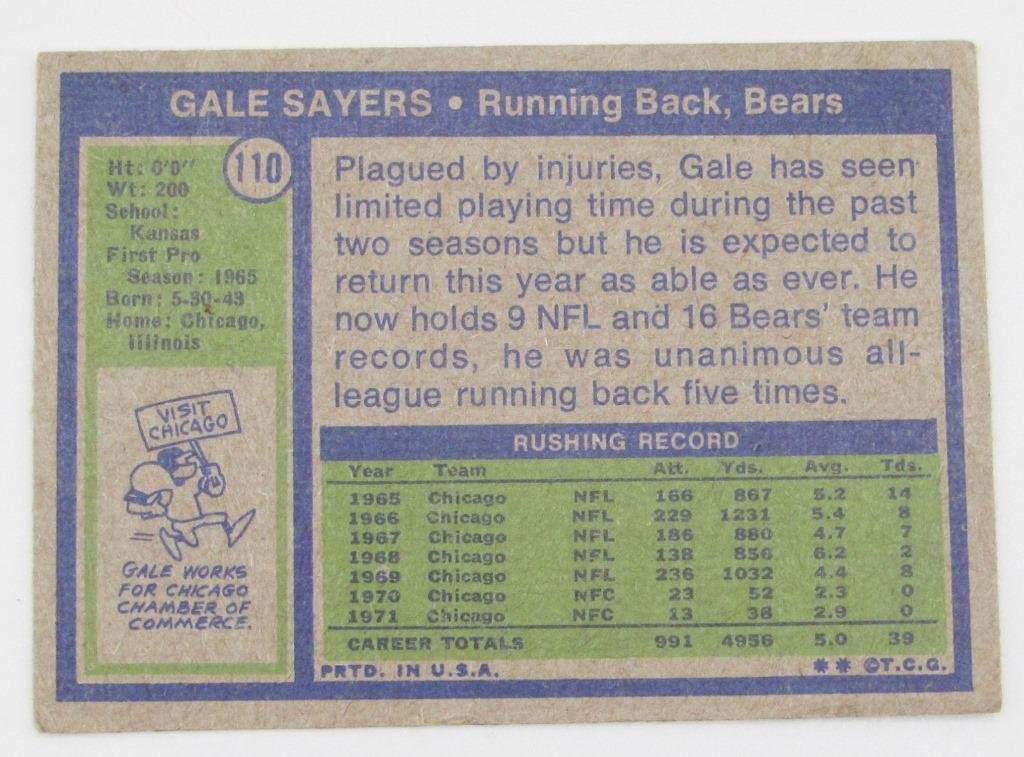 GALE SAYERS • Running Back, Bears
110
Ht: 6'0"
Wt: 200
School:
Kansas
First Pro
Season: 1965
Born: 5-30-43
Home: Chicago,
Illinois
VISIT
CHICAGO
GALE WORKS
FOR CHICAGO
CHAMBER OF
COMMERCE.
Plagued by injuries, Gale has seen
limited playing time during the past
two seasons but he is expected to
return this year as able as ever. He
now holds 9 NFL and 16 Bears' team
records, he was unanimous all-
league running back five times.
RUSHING RECORD
Year Team Att. Yds. Avg. Tds.
1965 Chicago NFL 166 867 5.2 14
1966 Chicago NFL 229 1231 5.4 8
1967 Chicago NFL 186 880 4.7 7
1968 Chicago NFL 138 856 6.2 2
1969 Chicago NFL 236 1032 4.4 8
1970 Chicago NFC 23 52 2.3 0
1971 Chicago NFC 13 38 2.9 0
CAREER TOTALS 991 4956 5.0 39
PRTD. IN U.S.A. ** ©T.C.G.